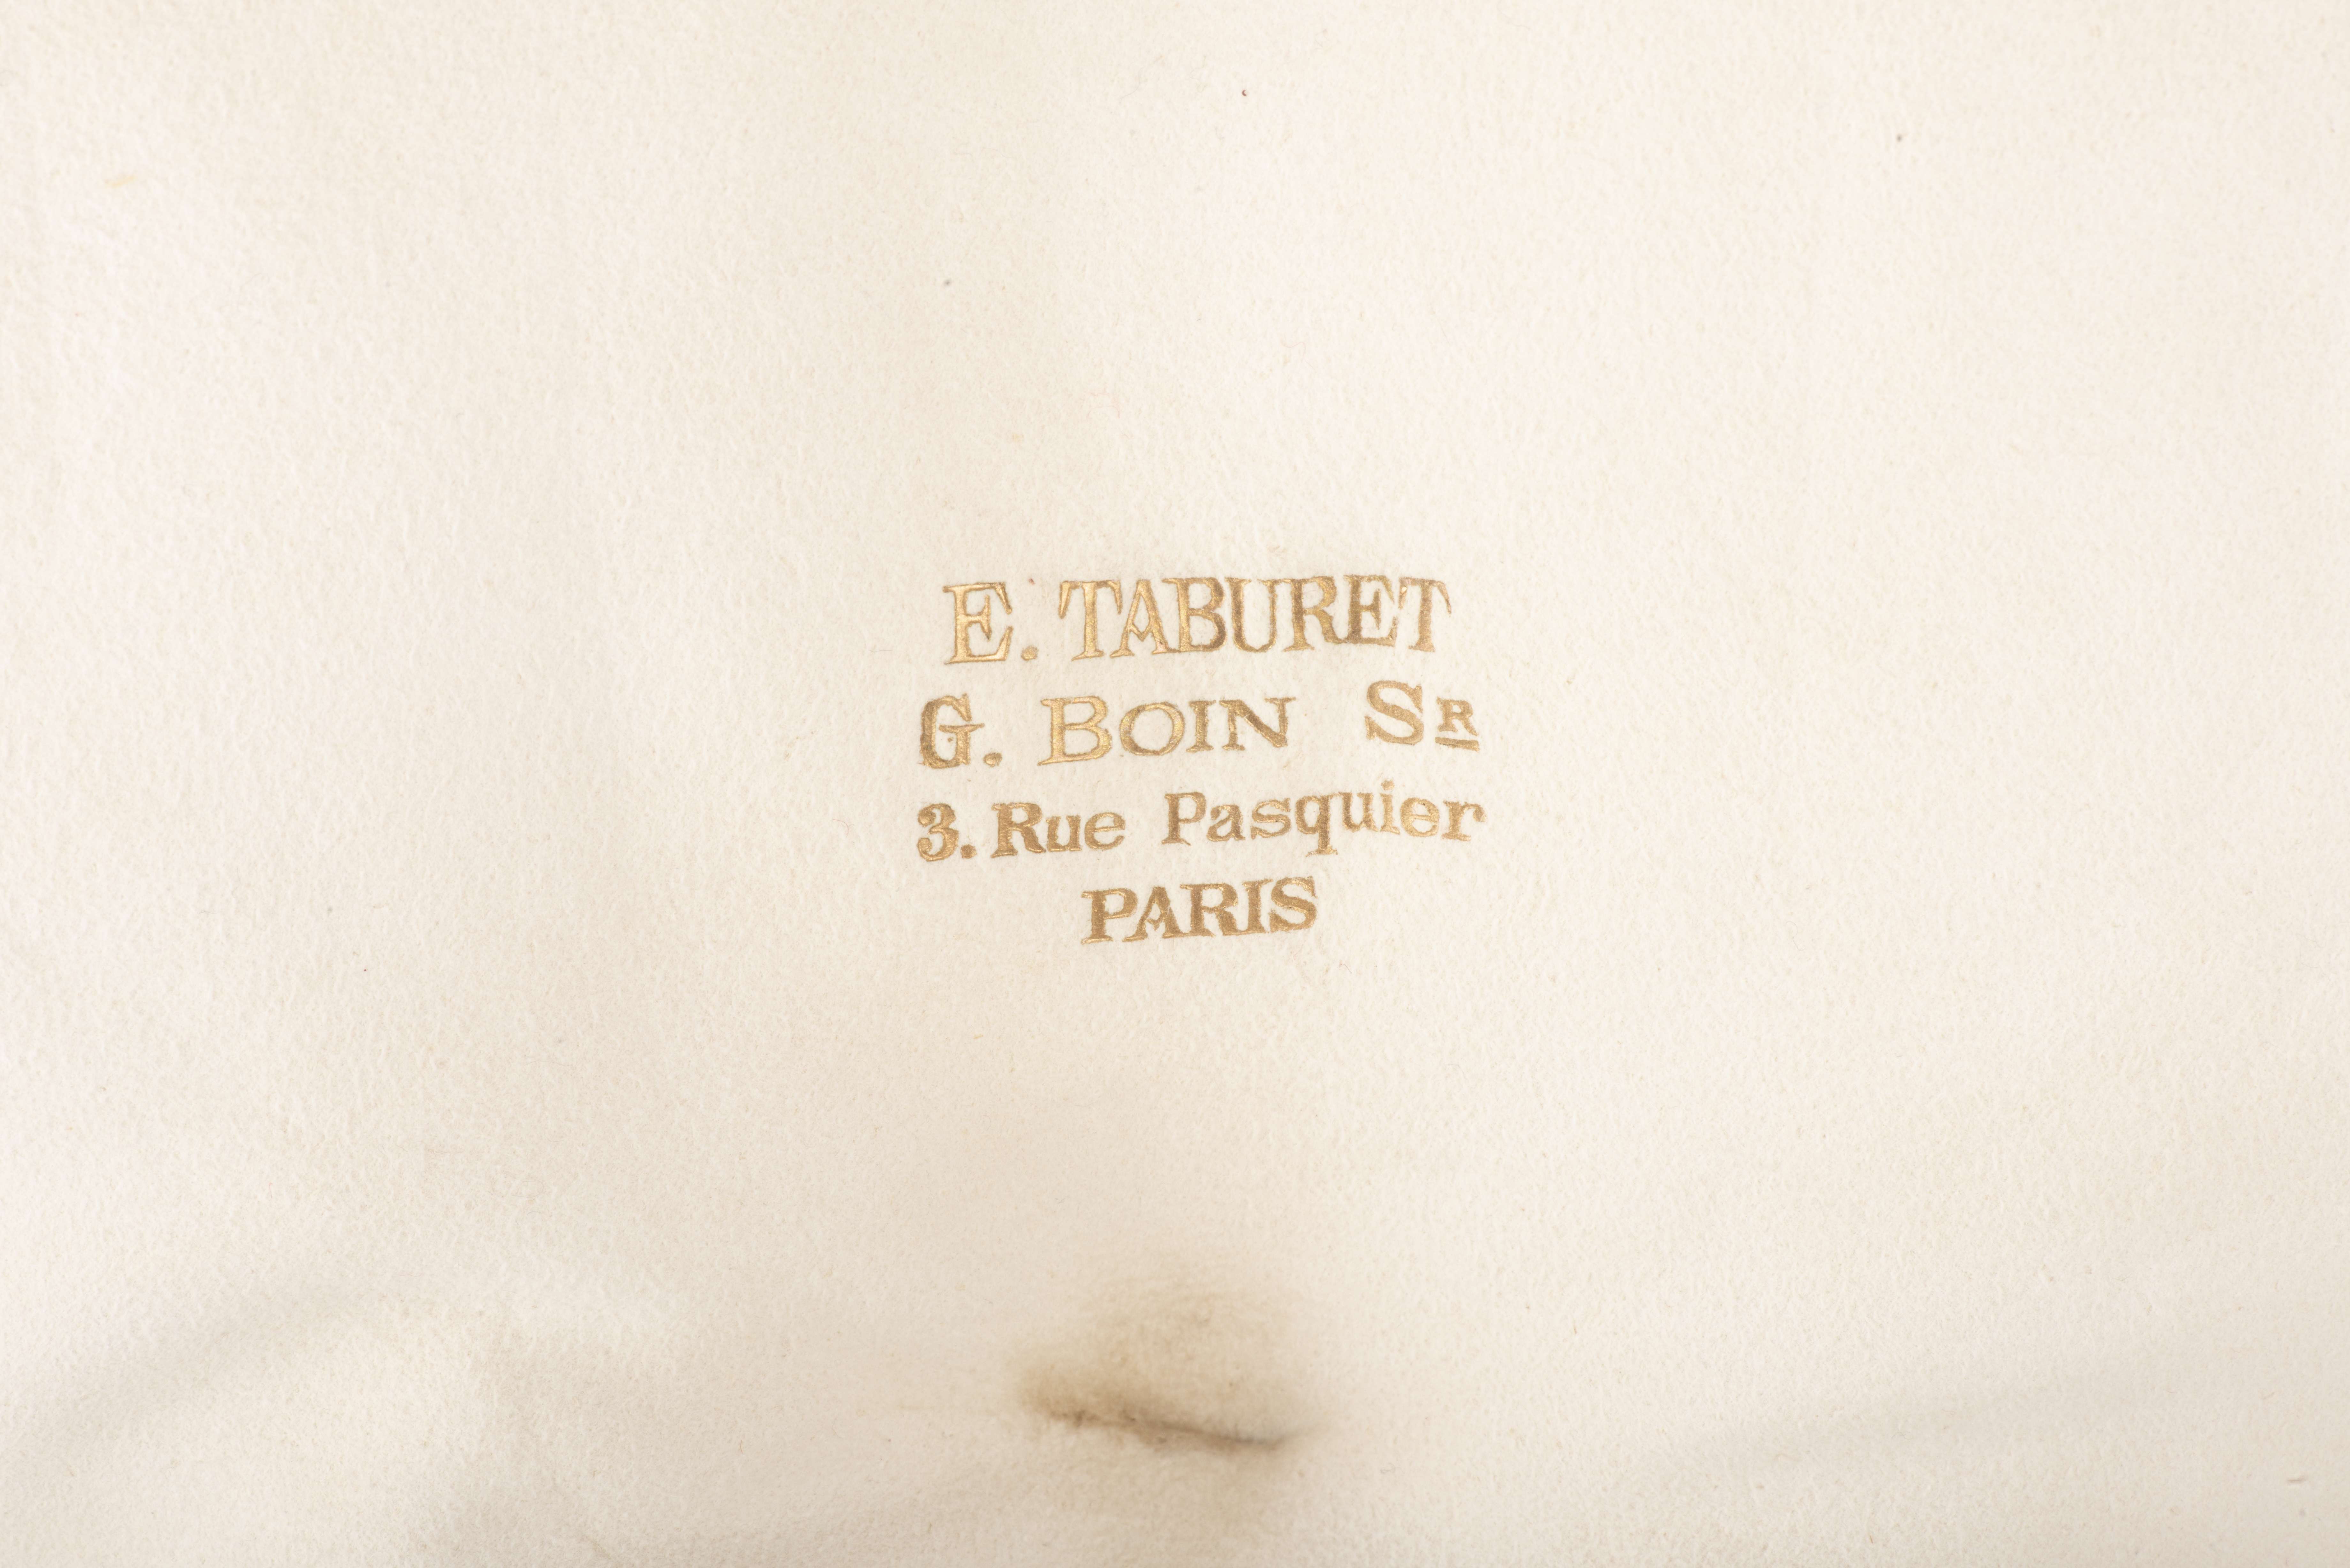 E. TABURET
G. BOIN SR
3. Rue Pasquier
PARIS